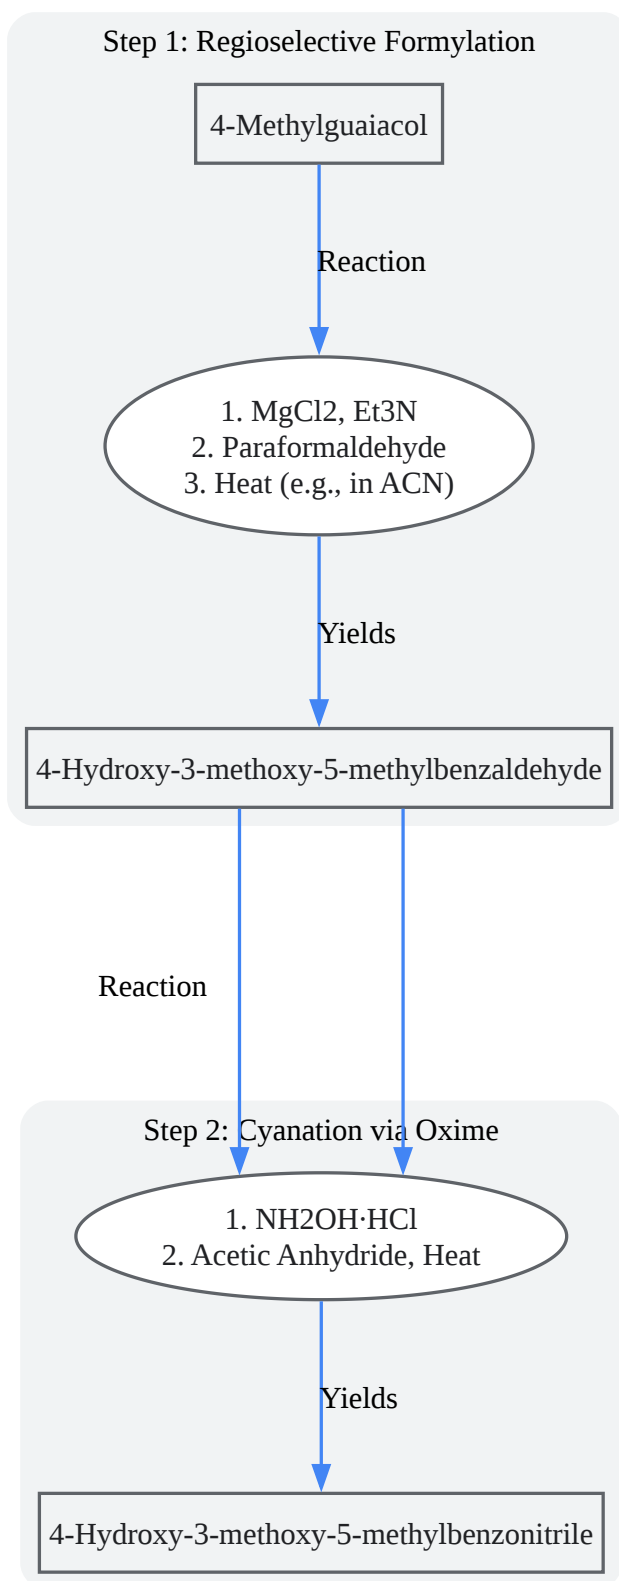 Step 1: Regioselective Formylation
4-Methylguaiacol
Reaction
1. MgCl2, Et3N
2. Paraformaldehyde
3. Heat (e.g., in ACN)
Yields
4-Hydroxy-3-methoxy-5-methylbenzaldehyde
Reaction
Step 2: Cyanation via Oxime
1. NH2OH·HCl
2. Acetic Anhydride, Heat
Yields
4-Hydroxy-3-methoxy-5-methylbenzonitrile